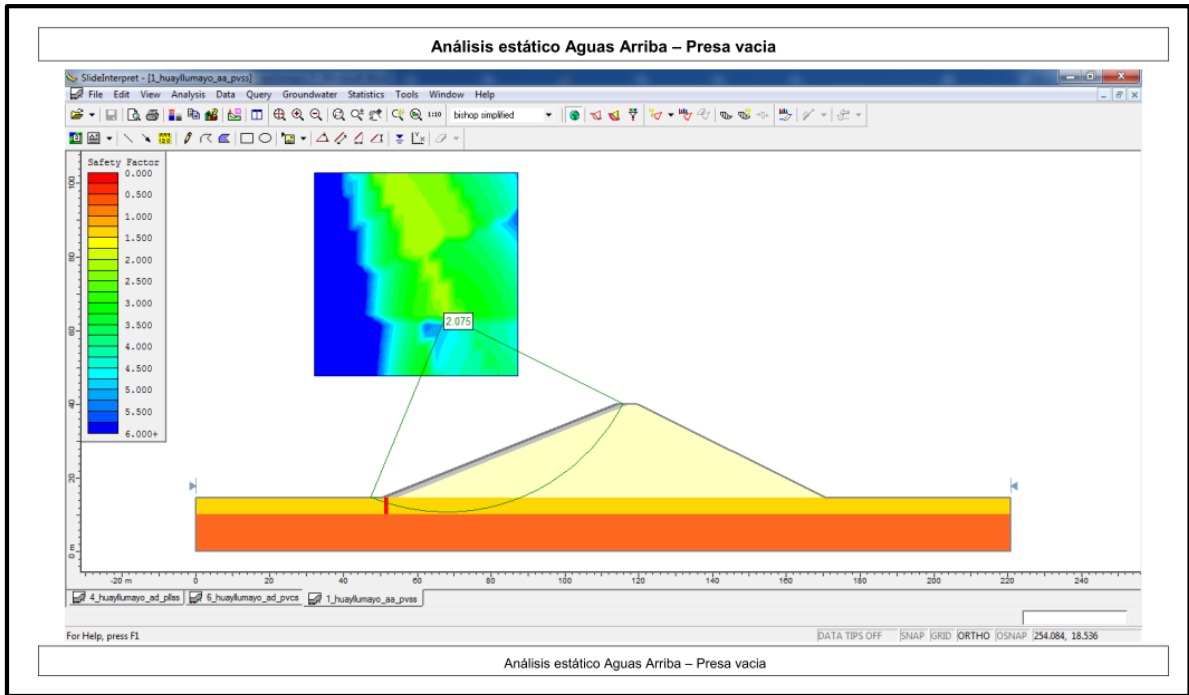 Análisis estático Aguas Arriba – Presa vacia
SlideInterpret - [1_huayllumayo_aa_pvss]
File Edit View Analysis Data Query Groundwater Statistics Tools Window Help
1:10 bishop simplified
Safety Factor
0.000
0.500
1.000
1.500
2.000
2.500
3.000
3.500
4.000
4.500
5.000
5.500
6.000+
100
80
60
40
20
0 m
2.075
-20 m 0 20 40 60 80 100 120 140 160 180 200 220 240
4_huayllumayo_ad_pllss 6_huayllumayo_ad_pvcs 1_huayllumayo_aa_pvss
For Help, press F1 DATA TIPS OFF SNAP GRID ORTHO OSNAP 254.084, 18.536
Análisis estático Aguas Arriba – Presa vacia